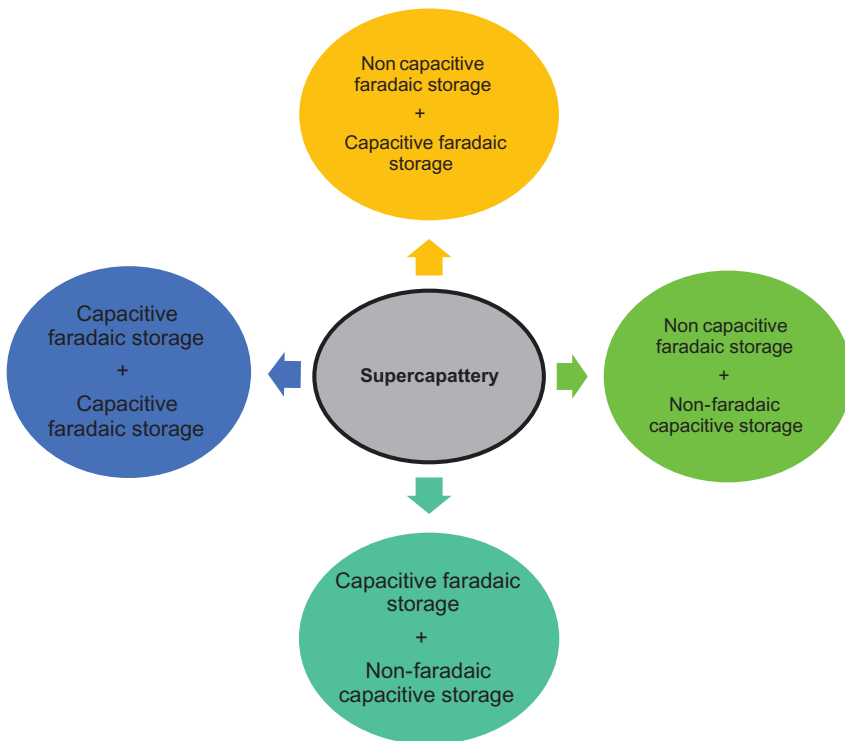 Non capacitive
faradaic storage
+
Capacitive faradaic
storage
Capacitive
faradaic storage
+
Capacitive
faradaic storage
Supercapattery
Non capacitive
faradaic storage
+
Non-faradaic
capacitive storage
Capacitive faradaic
storage
+
Non-faradaic
capacitive storage